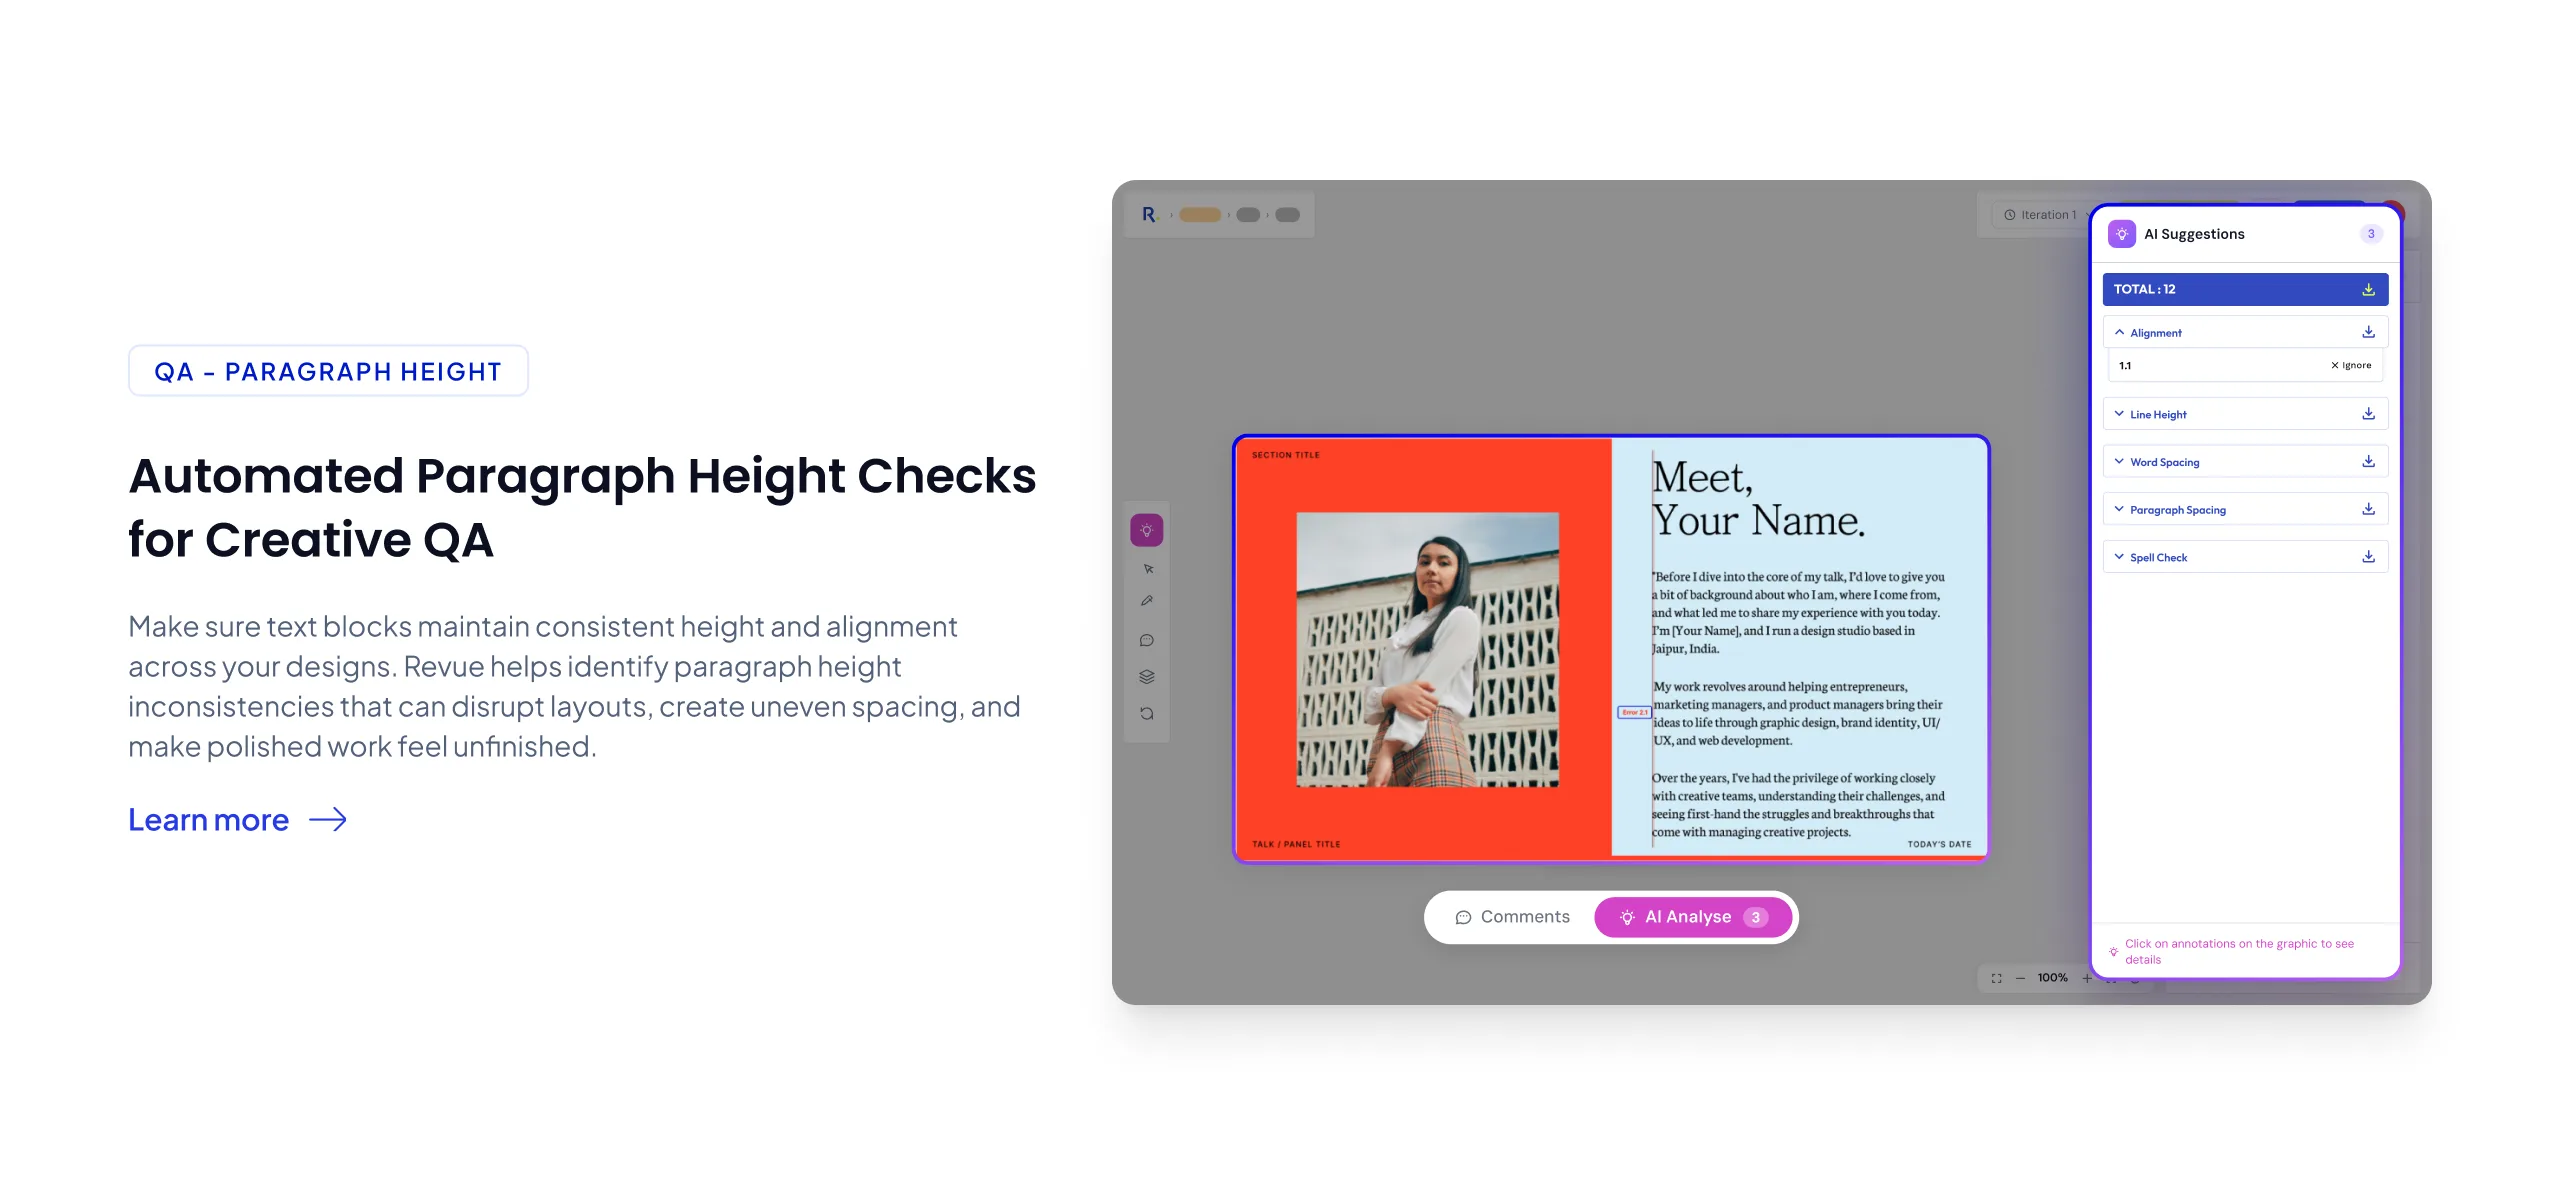 QA - PARAGRAPH HEIGHT
Automated Paragraph Height Checks
for Creative QA
Make sure text blocks maintain consistent height and alignment
across your designs. Revue helps identify paragraph height
inconsistencies that can disrupt layouts, create uneven spacing, and
make polished work feel unfinished.
Learn more
R.
Iteration 1
SECTION TITLE
TALK / PANEL TITLE
Meet,
Your Name.
"Before I dive into the core of my talk, I'd love to give you
a bit of background about who I am, where I come from,
and what led me to share my experience with you today.
I'm [Your Name], and I run a design studio based in
Jaipur, India.
My work revolves around helping entrepreneurs,
marketing managers, and product managers bring their
ideas to life through graphic design, brand identity, UI/
UX, and web development.
Error 2.1
Over the years, I've had the privilege of working closely
with creative teams, understanding their challenges, and
seeing first-hand the struggles and breakthroughs that
come with managing creative projects.
TODAY'S DATE
Comments
AI Analyse 3
100%
AI Suggestions 3
TOTAL : 12
Alignment
1.1 Ignore
Line Height
Word Spacing
Paragraph Spacing
Spell Check
Click on annotations on the graphic to see
details